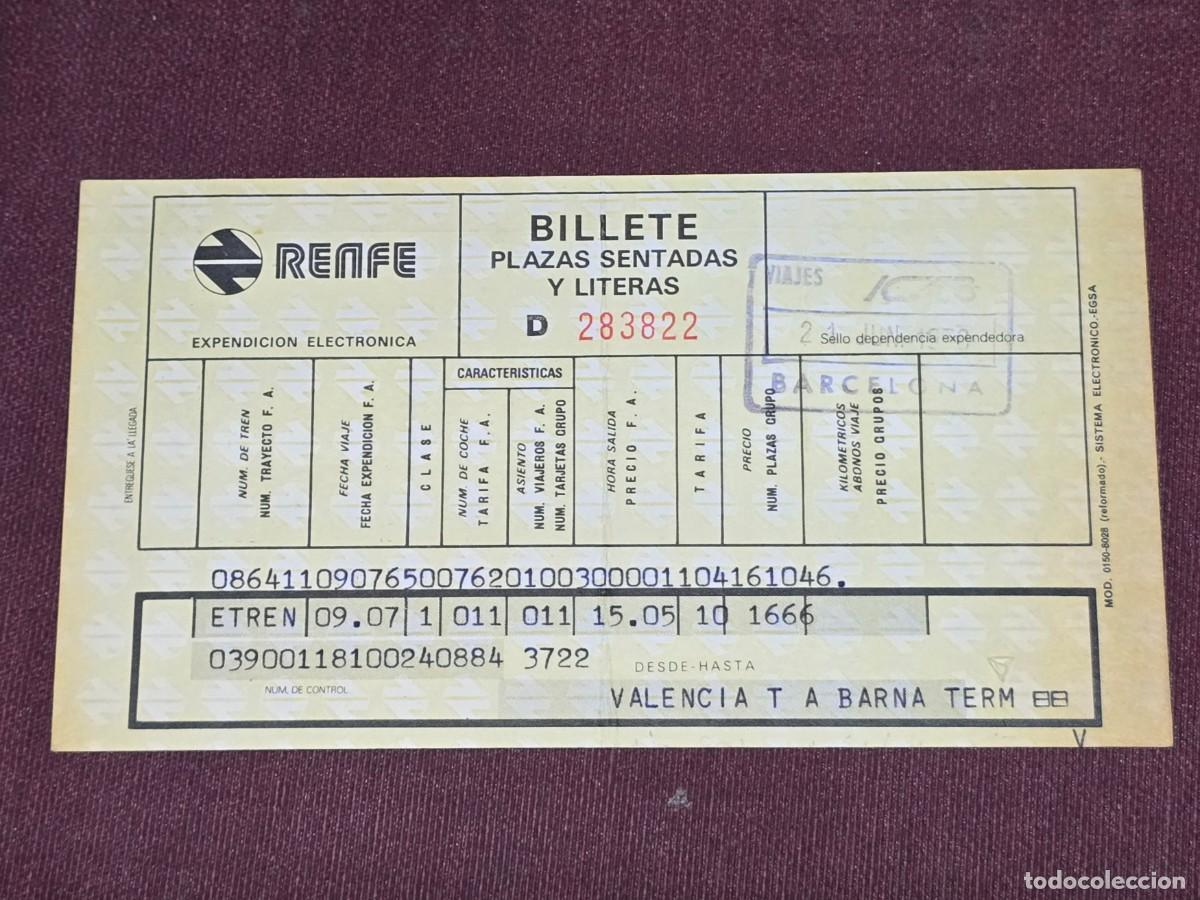 RENFE
EXPENDICION ELECTRONICA
BILLETE
PLAZAS SENTADAS
Y LITERAS
D 283822
VIAJES
Sello dependencia expendedora
BARCELONA
ENTREGUESE A LA LLEGADA
NUM. DE TREN
NUM. TRAYECTO F. A.
FECHA VIAJE
FECHA EXPENDICION F. A.
CLASE
CARACTERISTICAS
NUM. DE COCHE
TARIFA F. A.
ASIENTO
NUM. VIAJEROS F. A.
NUM. TARJETAS GRUPO
HORA SALIDA
PRECIO F. A.
TARIFA
PRECIO
NUM. PLAZAS GRUPO
KILOMETRICOS
ABONOS VIAJE
PRECIO GRUPOS
MOD. 0150-8028 (reformado).- SISTEMA ELECTRONICO.-EGSA
086411090765007620100300001104161046.
ETREN 09.07 1 011 011 15.05 10 1666
03900118100240884 3722
DESDE-HASTA
NUM. DE CONTROL
VALENCIA T A BARNA TERM 88
V
todocoleccion